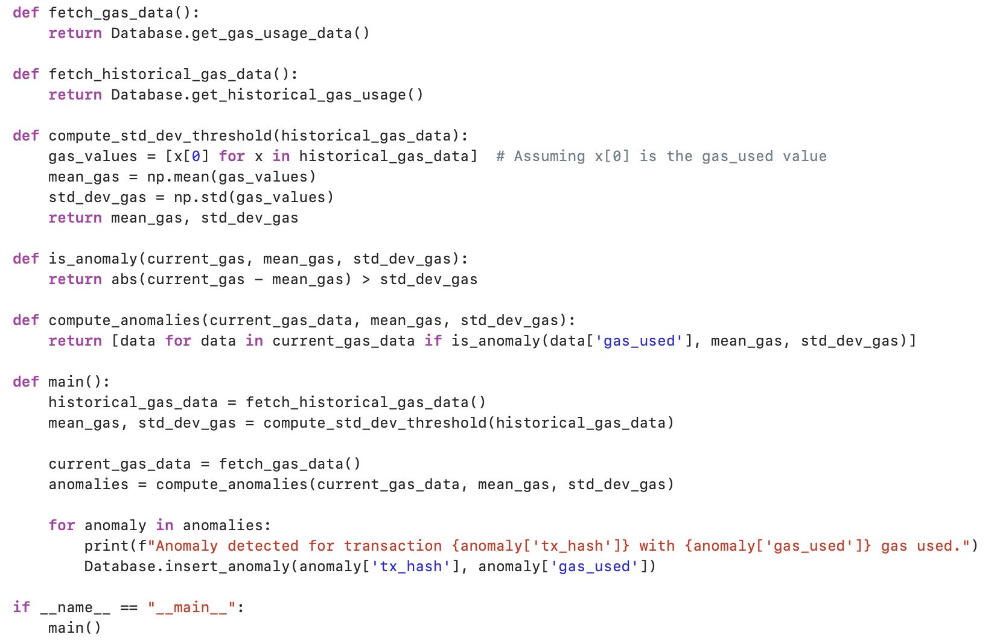 def fetch_gas_data():
    return Database.get_gas_usage_data()

def fetch_historical_gas_data():
    return Database.get_historical_gas_usage()

def compute_std_dev_threshold(historical_gas_data):
    gas_values = [x[0] for x in historical_gas_data]  # Assuming x[0] is the gas_used value
    mean_gas = np.mean(gas_values)
    std_dev_gas = np.std(gas_values)
    return mean_gas, std_dev_gas

def is_anomaly(current_gas, mean_gas, std_dev_gas):
    return abs(current_gas - mean_gas) > std_dev_gas

def compute_anomalies(current_gas_data, mean_gas, std_dev_gas):
    return [data for data in current_gas_data if is_anomaly(data['gas_used'], mean_gas, std_dev_gas)]

def main():
    historical_gas_data = fetch_historical_gas_data()
    mean_gas, std_dev_gas = compute_std_dev_threshold(historical_gas_data)

    current_gas_data = fetch_gas_data()
    anomalies = compute_anomalies(current_gas_data, mean_gas, std_dev_gas)

    for anomaly in anomalies:
        print(f"Anomaly detected for transaction {anomaly['tx_hash']} with {anomaly['gas_used']} gas used.")
        Database.insert_anomaly(anomaly['tx_hash'], anomaly['gas_used'])

if __name__ == "__main__":
    main()